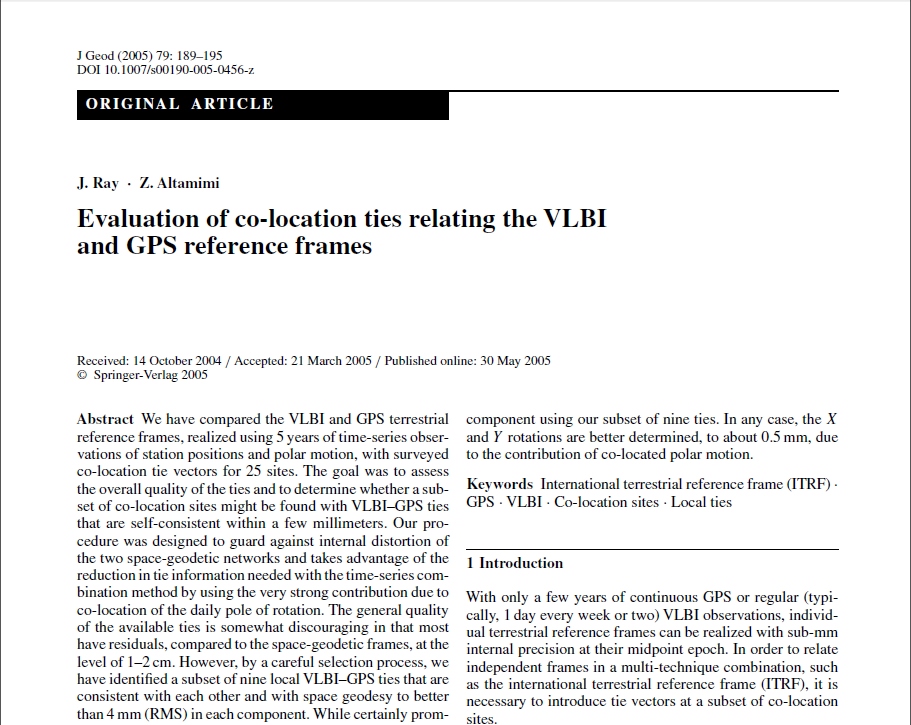 J Geod (2005) 79: 189–195
DOI 10.1007/s00190-005-0456-z
ORIGINAL ARTICLE
J. Ray · Z. Altamimi
Evaluation of co-location ties relating the VLBI
and GPS reference frames
Received: 14 October 2004 / Accepted: 21 March 2005 / Published online: 30 May 2005
© Springer-Verlag 2005
Abstract We have compared the VLBI and GPS terrestrial
reference frames, realized using 5 years of time-series obser-
vations of station positions and polar motion, with surveyed
co-location tie vectors for 25 sites. The goal was to assess
the overall quality of the ties and to determine whether a sub-
set of co-location sites might be found with VLBI–GPS ties
that are self-consistent within a few millimeters. Our pro-
cedure was designed to guard against internal distortion of
the two space-geodetic networks and takes advantage of the
reduction in tie information needed with the time-series com-
bination method by using the very strong contribution due to
co-location of the daily pole of rotation. The general quality
of the available ties is somewhat discouraging in that most
have residuals, compared to the space-geodetic frames, at the
level of 1–2 cm. However, by a careful selection process, we
have identified a subset of nine local VLBI–GPS ties that are
consistent with each other and with space geodesy to better
than 4 mm (RMS) in each component. While certainly prom-
component using our subset of nine ties. In any case, the X
and Y rotations are better determined, to about 0.5 mm, due
to the contribution of co-located polar motion.
Keywords International terrestrial reference frame (ITRF) ·
GPS · VLBI · Co-location sites · Local ties
1 Introduction
With only a few years of continuous GPS or regular (typi-
cally, 1 day every week or two) VLBI observations, individ-
ual terrestrial reference frames can be realized with sub-mm
internal precision at their midpoint epoch. In order to relate
independent frames in a multi-technique combination, such
as the international terrestrial reference frame (ITRF), it is
necessary to introduce tie vectors at a subset of co-location
sites.